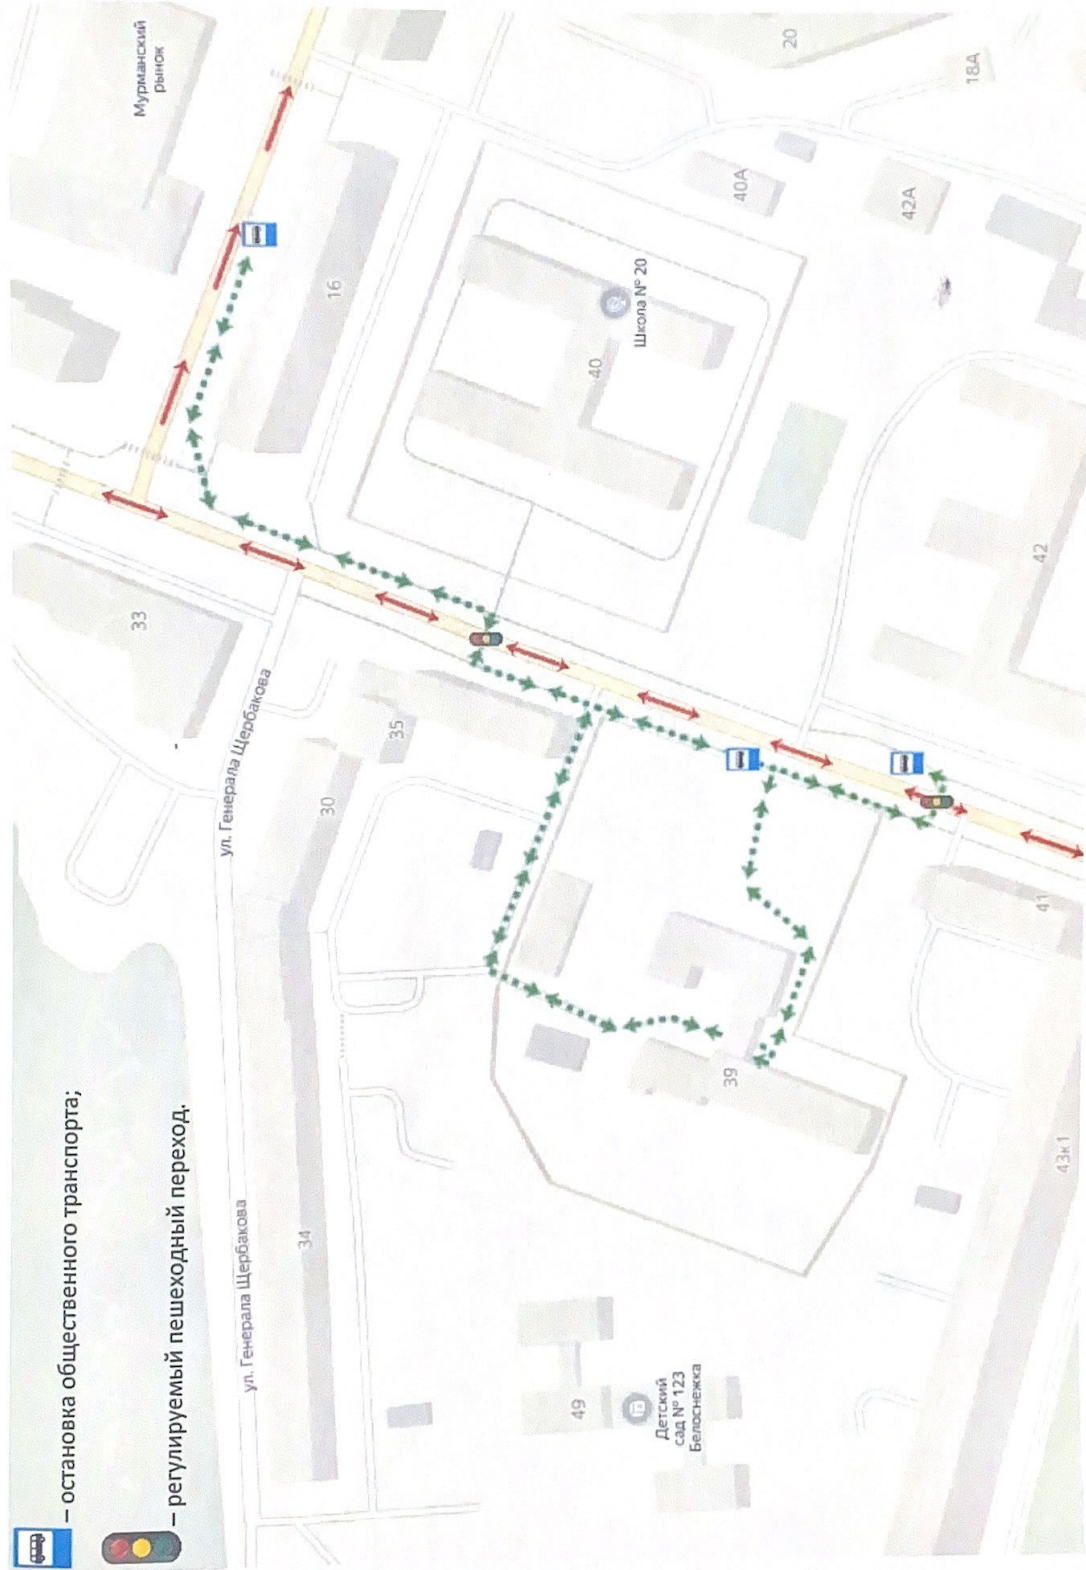 – остановка общественного транспорта;
– регулируемый пешеходный переход.
ул. Генерала Щербакова
34
49
Детский
сад № 123
Белоснежка
43к1
39
41
30
35
ул. Генерала Щербакова
33
42
40
Школа № 20
16
42А
40А
18А
20
Мурманский
рынок